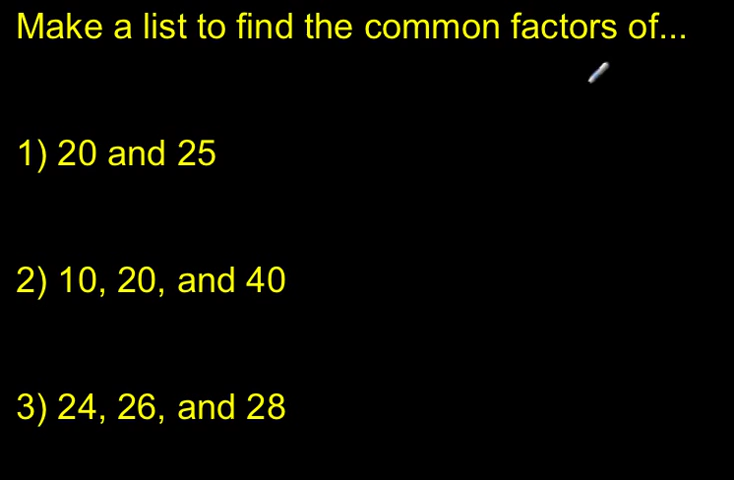 Make a list to find the common factors of...
1) 20 and 25
2) 10, 20, and 40
3) 24, 26, and 28